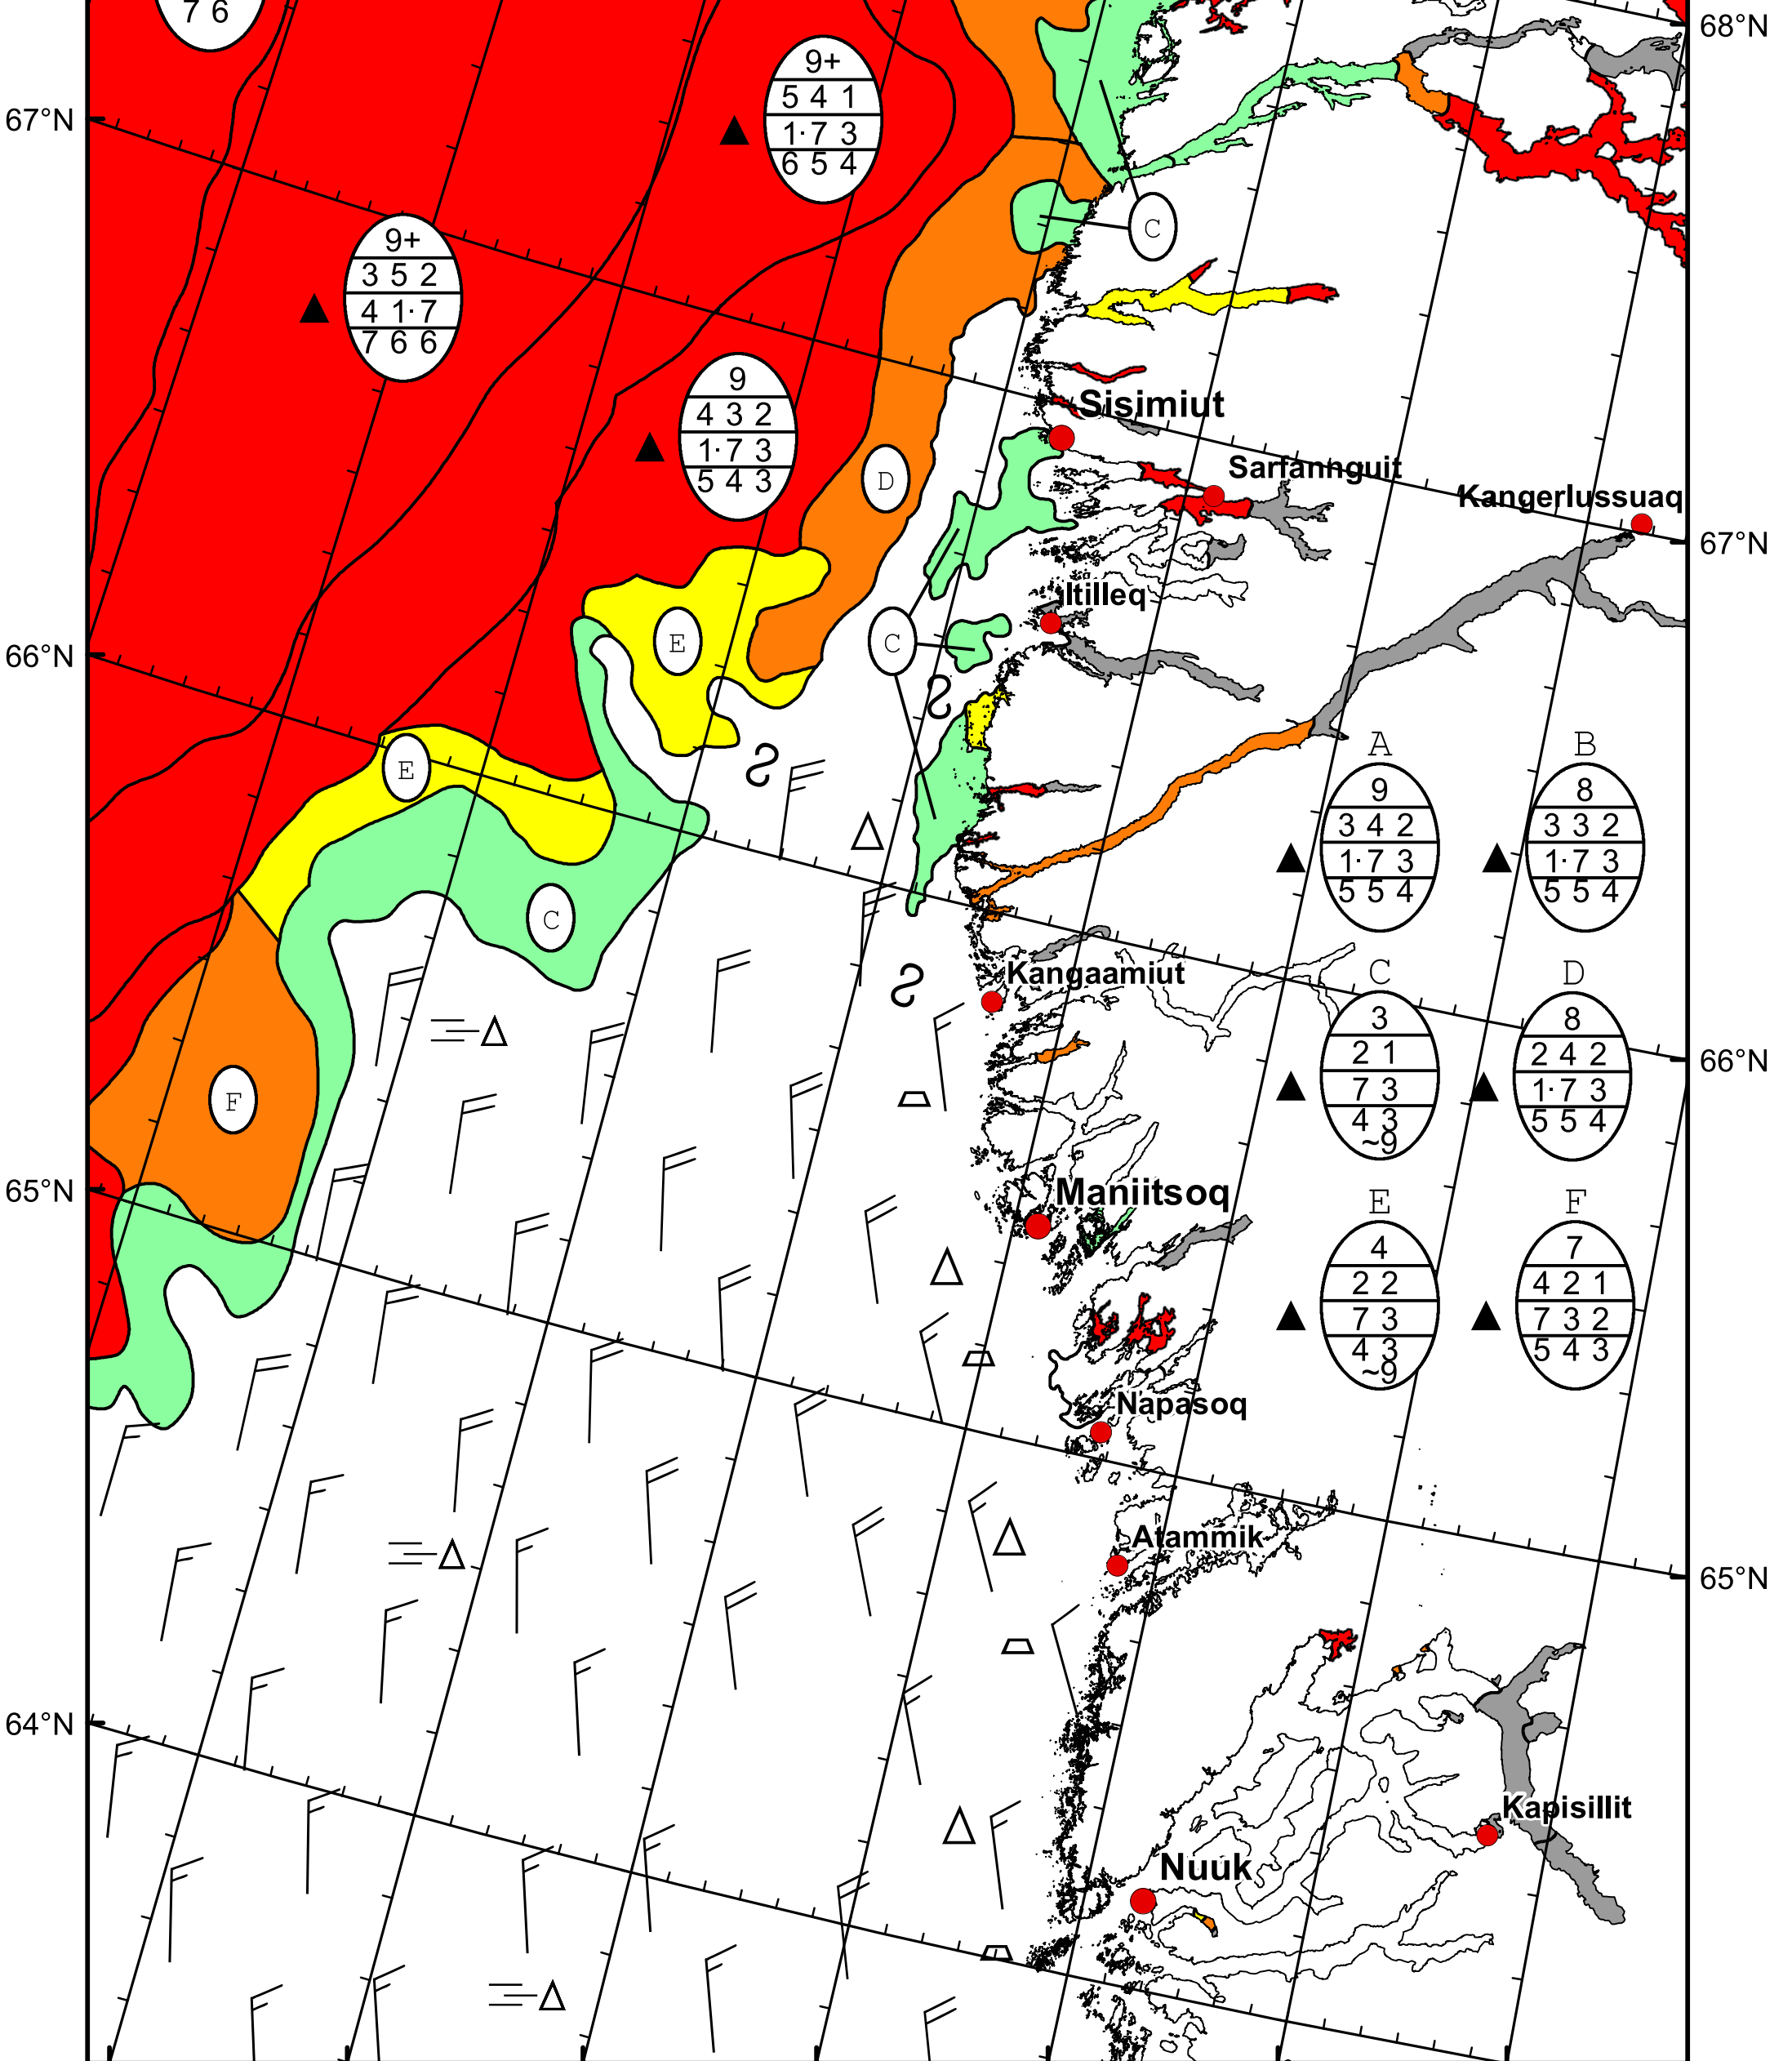 7 6
68°N
9+
5 4 1
1· 7 3
6 5 4
67°N
9+
3 5 2
4 1· 7
7 6 6
C
9
4 3 2
1· 7 3
5 4 3
D
Sisimiut
Sarfannguit
Kangerlussuaq
67°N
Itilleq
66°N
E
C
E
A
9
3 4 2
1· 7 3
5 5 4
B
8
3 3 2
1· 7 3
5 5 4
C
Kangaamiut
C
3
2 1
7 3
4 3
~9
D
8
2 4 2
1· 7 3
5 5 4
66°N
F
65°N
Maniitsoq
E
4
2 2
7 3
4 3
~9
F
7
4 2 1
7 3 2
5 4 3
Napasoq
Atammik
65°N
64°N
Kapisillit
Nuuk